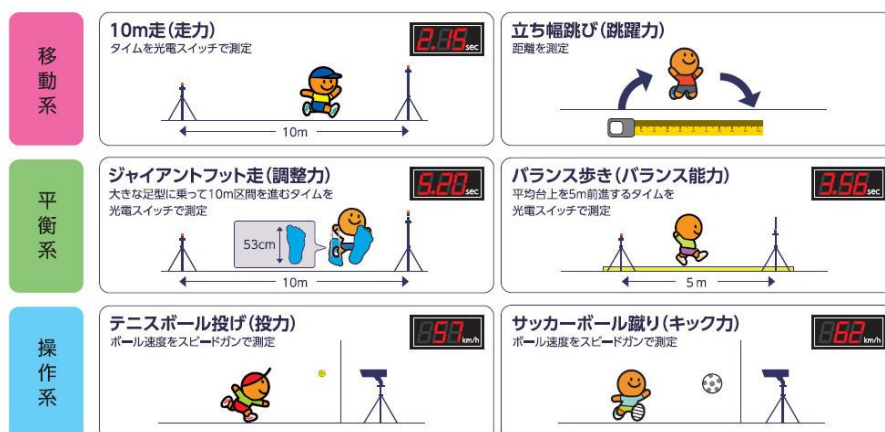 移動系
10m走(走力)
タイムを光電スイッチで測定
2.15sec
10m
立ち幅跳び(跳躍力)
距離を測定
平衡系
ジャイアントフット走(調整力)
大きな足型に乗って10m区間を進むタイムを
光電スイッチで測定
5.20sec
53cm
10m
バランス歩き(バランス能力)
平均台上を5m前進するタイムを
光電スイッチで測定
3.56sec
5m
操作系
テニスボール投げ(投力)
ボール速度をスピードガンで測定
57km/h
サッカーボール蹴り(キック力)
ボール速度をスピードガンで測定
62km/h